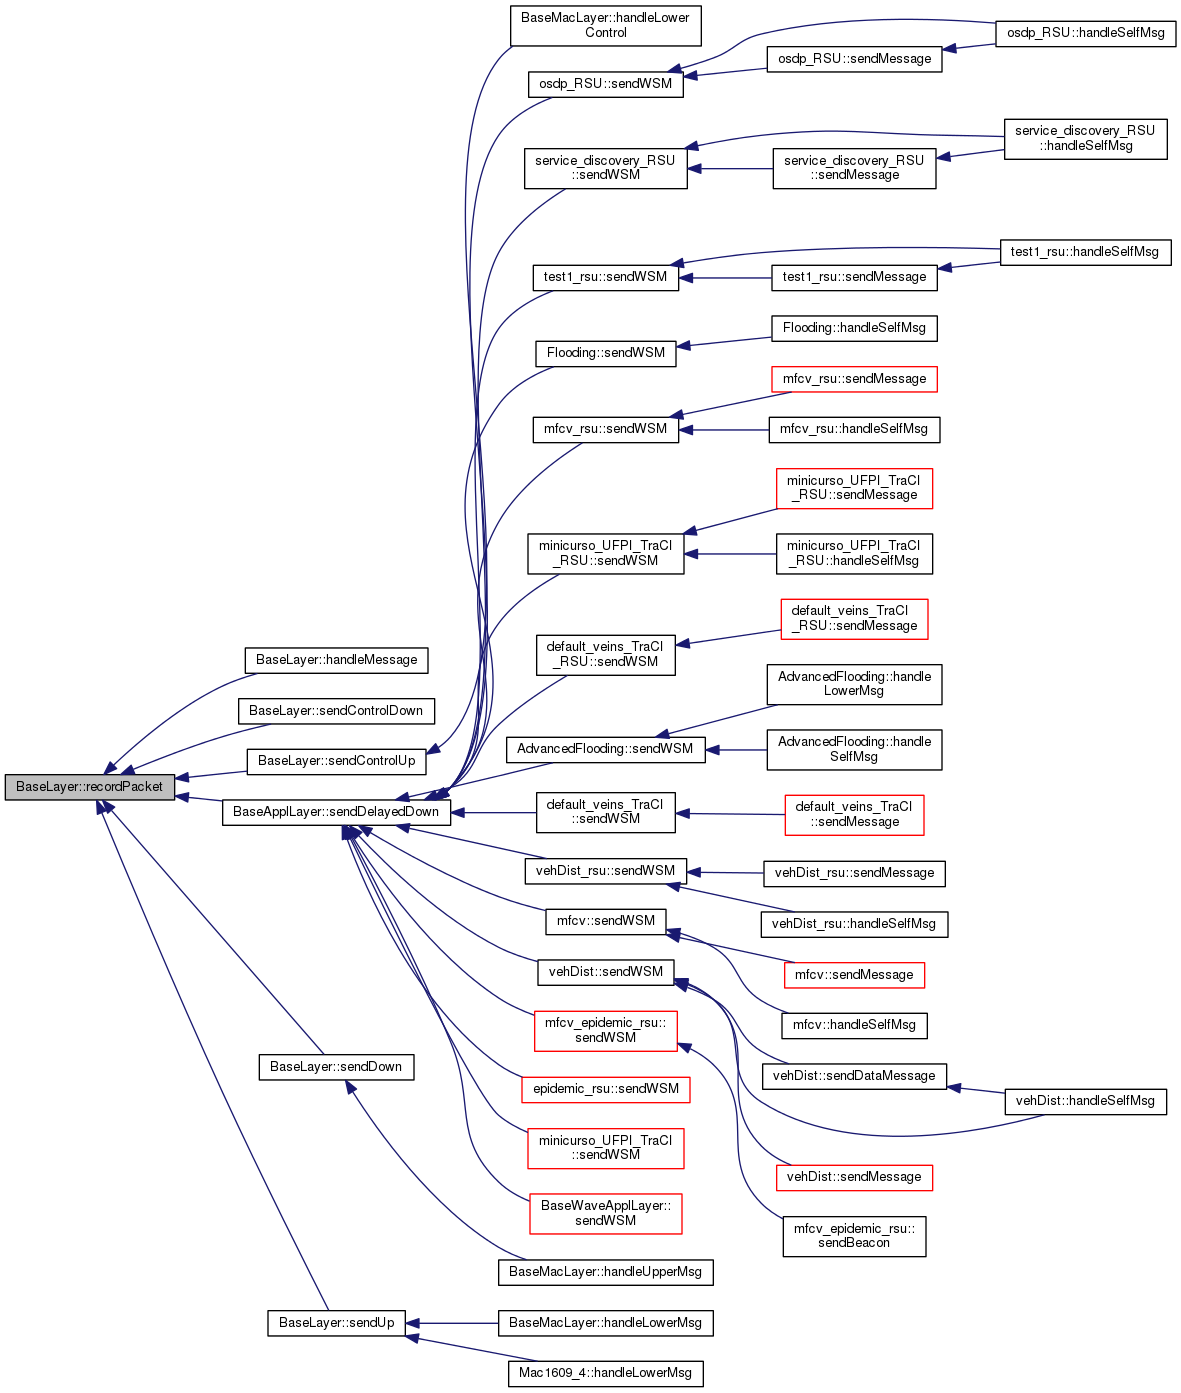 BaseLayer::recordPacket
BaseLayer::handleMessage
BaseLayer::sendControlDown
BaseLayer::sendControlUp
BaseApplLayer::sendDelayedDown
BaseLayer::sendDown
BaseLayer::sendUp
BaseMacLayer::handleLower
Control
osdp_RSU::sendWSM
service_discovery_RSU
::sendWSM
test1_rsu::sendWSM
Flooding::sendWSM
mfcv_rsu::sendWSM
minicurso_UFPI_TraCI
_RSU::sendWSM
default_veins_TraCI
_RSU::sendWSM
AdvancedFlooding::sendWSM
default_veins_TraCI
::sendWSM
vehDist_rsu::sendWSM
mfcv::sendWSM
vehDist::sendWSM
mfcv_epidemic_rsu::
sendWSM
epidemic_rsu::sendWSM
minicurso_UFPI_TraCI
::sendWSM
BaseWaveApplLayer::
sendWSM
BaseMacLayer::handleUpperMsg
BaseMacLayer::handleLowerMsg
Mac1609_4::handleLowerMsg
osdp_RSU::sendMessage
service_discovery_RSU
::sendMessage
test1_rsu::sendMessage
Flooding::handleSelfMsg
mfcv_rsu::sendMessage
mfcv_rsu::handleSelfMsg
minicurso_UFPI_TraCI
_RSU::sendMessage
minicurso_UFPI_TraCI
_RSU::handleSelfMsg
default_veins_TraCI
_RSU::sendMessage
AdvancedFlooding::handle
LowerMsg
AdvancedFlooding::handle
SelfMsg
default_veins_TraCI
::sendMessage
vehDist_rsu::sendMessage
vehDist_rsu::handleSelfMsg
mfcv::sendMessage
mfcv::handleSelfMsg
vehDist::sendDataMessage
vehDist::sendMessage
mfcv_epidemic_rsu::
sendBeacon
osdp_RSU::handleSelfMsg
service_discovery_RSU
::handleSelfMsg
test1_rsu::handleSelfMsg
vehDist::handleSelfMsg